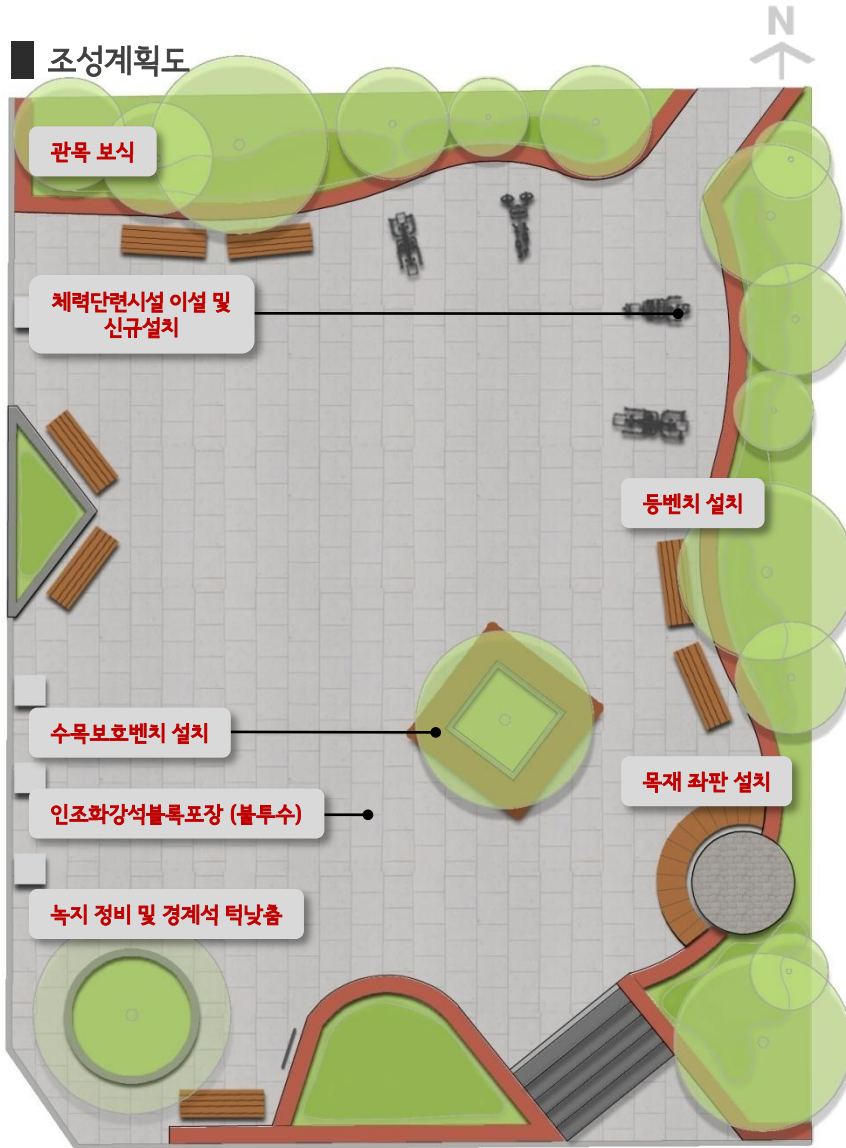 N
조성계획도
관목 보식
체력단련시설 이설 및
신규설치
등벤치 설치
수목보호벤치 설치
목재 좌판 설치
인조화강석블록포장 (불투수)
녹지 정비 및 경계석 턱낮춤